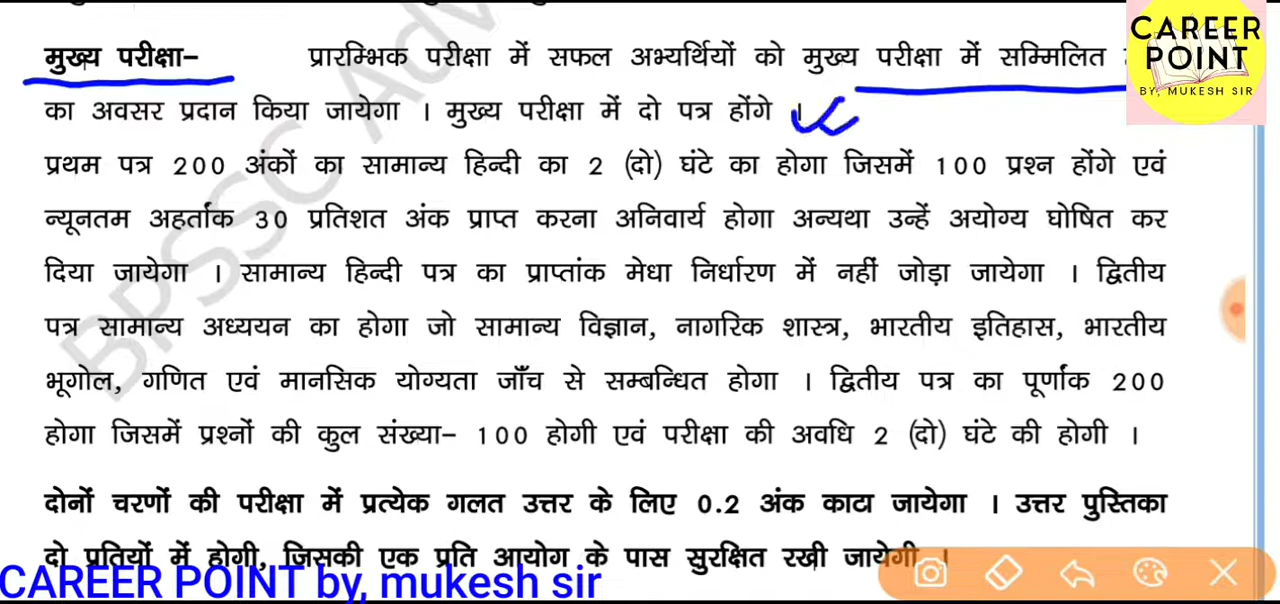 CAREER
POINT
BY, MUKESH SIR
मुख्य परीक्षा– प्रारम्भिक परीक्षा में सफल अभ्यर्थियों को मुख्य परीक्षा में सम्मिलित
का अवसर प्रदान किया जायेगा । मुख्य परीक्षा में दो पत्र होंगे ।
प्रथम पत्र 200 अंकों का सामान्य हिन्दी का 2 (दो) घंटे का होगा जिसमें 100 प्रश्न होंगे एवं
न्यूनतम अहर्तांक 30 प्रतिशत अंक प्राप्त करना अनिवार्य होगा अन्यथा उन्हें अयोग्य घोषित कर
दिया जायेगा । सामान्य हिन्दी पत्र का प्राप्तांक मेधा निर्धारण में नहीं जोड़ा जायेगा । द्वितीय
पत्र सामान्य अध्ययन का होगा जो सामान्य विज्ञान, नागरिक शास्त्र, भारतीय इतिहास, भारतीय
भूगोल, गणित एवं मानसिक योग्यता जाँच से सम्बन्धित होगा । द्वितीय पत्र का पूर्णांक 200
होगा जिसमें प्रश्नों की कुल संख्या– 100 होगी एवं परीक्षा की अवधि 2 (दो) घंटे की होगी ।
दोनों चरणों की परीक्षा में प्रत्येक गलत उत्तर के लिए 0.2 अंक काटा जायेगा । उत्तर पुस्तिका
दो प्रतियों में होगी, जिसकी एक प्रति आयोग के पास सुरक्षित रखी जायेगी ।
CAREER POINT by, mukesh sir
BPSSC